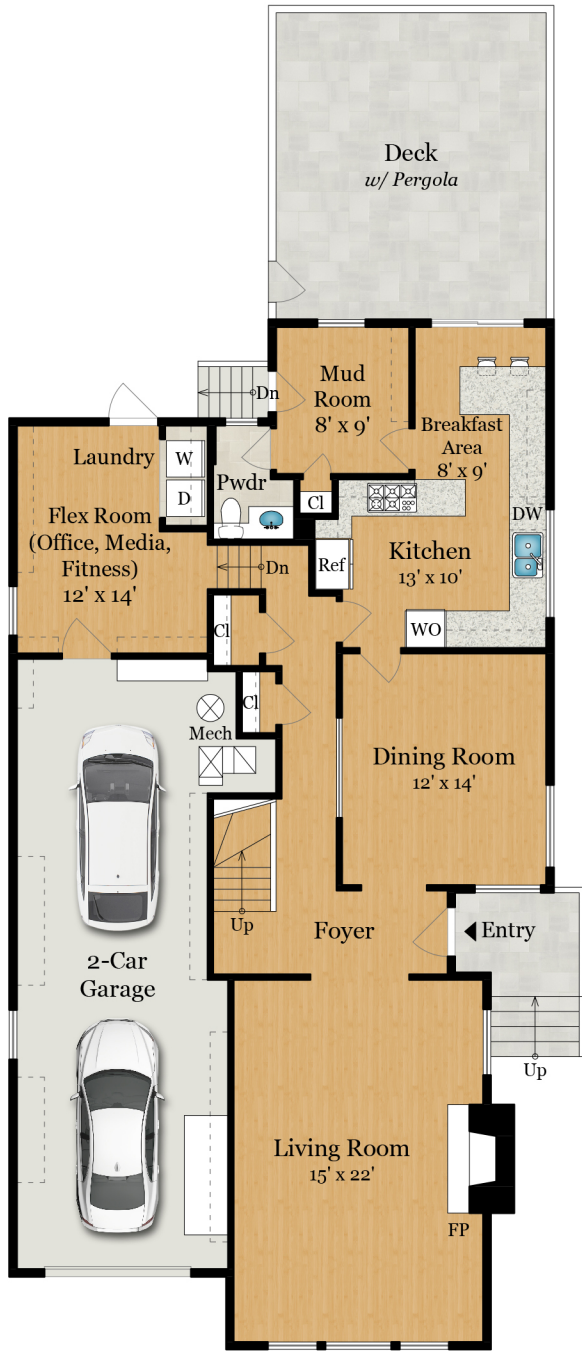 Deck
w/ Pergola
Dn
Mud
Room
8' x 9'
Breakfast
Area
8' x 9'
Laundry
W
D
Pwdr
Cl
Flex Room
(Office, Media,
Fitness)
12' x 14'
Dn
Ref
Kitchen
13' x 10'
DW
WO
Cl
Cl
Mech
Dining Room
12' x 14'
Up
Foyer
Entry
2-Car
Garage
Up
Living Room
15' x 22'
FP